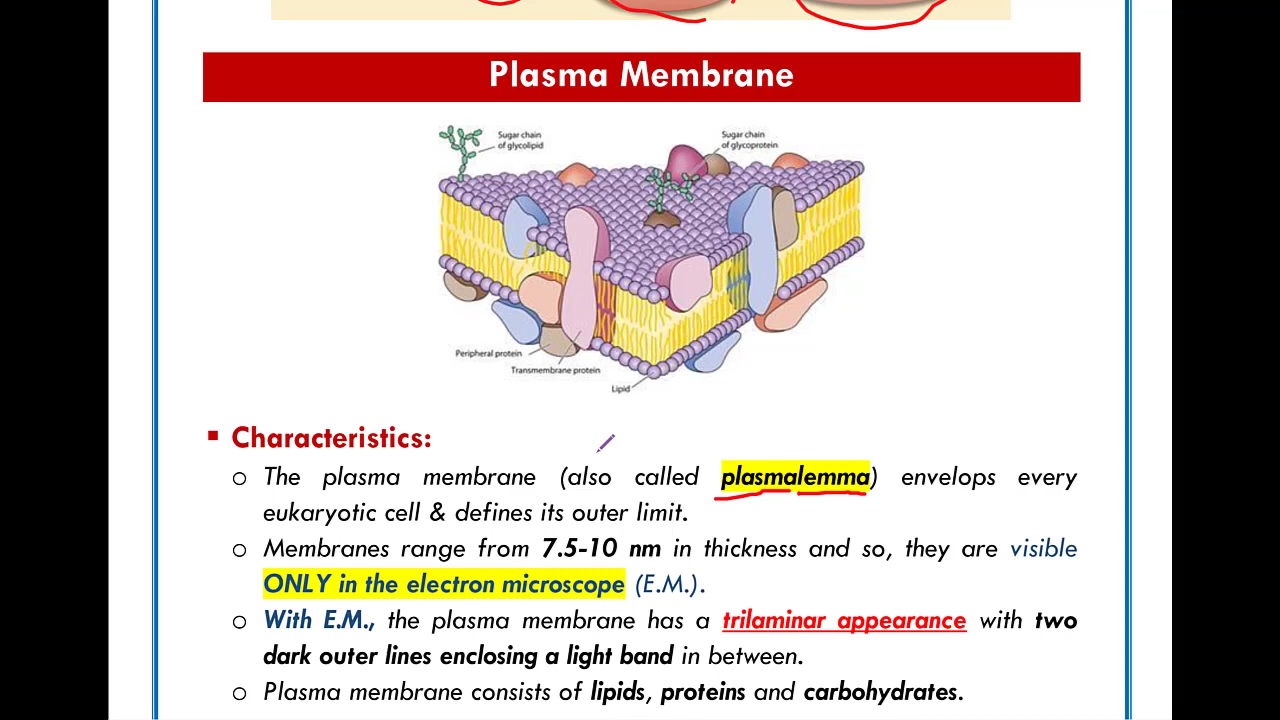 Plasma Membrane
Sugar chain
of glycolipid
Sugar chain
of glycoprotein
Peripheral protein
Transmembrane protein
Lipid
▪ Characteristics:
o The plasma membrane (also called plasmalemma) envelops every
eukaryotic cell & defines its outer limit.
o Membranes range from 7.5-10 nm in thickness and so, they are visible
ONLY in the electron microscope (E.M.).
o With E.M., the plasma membrane has a trilaminar appearance with two
dark outer lines enclosing a light band in between.
o Plasma membrane consists of lipids, proteins and carbohydrates.